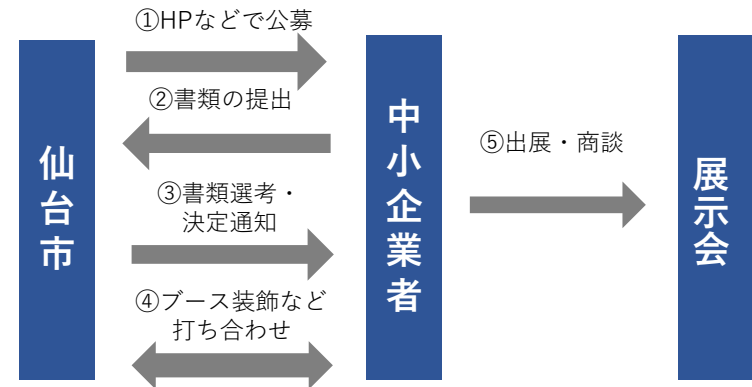 ①HPなどで公募
②書類の提出
③書類選考・
決定通知
④ブース装飾など
打ち合わせ
仙台市
中小企業者
⑤出展・商談
展示会